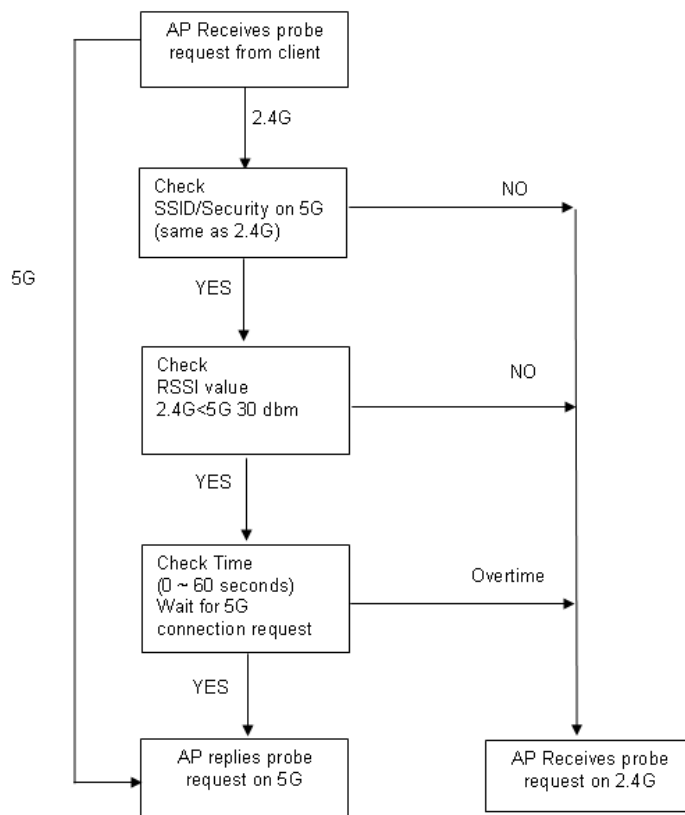 AP Receives probe
request from client
2.4G
Check
SSID/Security on 5G
(same as 2.4G)
NO
5G
YES
Check
RSSI value
2.4G<5G 30 dbm
NO
YES
Check Time
(0 ~ 60 seconds)
Wait for 5G
connection request
Overtime
YES
AP replies probe
request on 5G
AP Receives probe
request on 2.4G